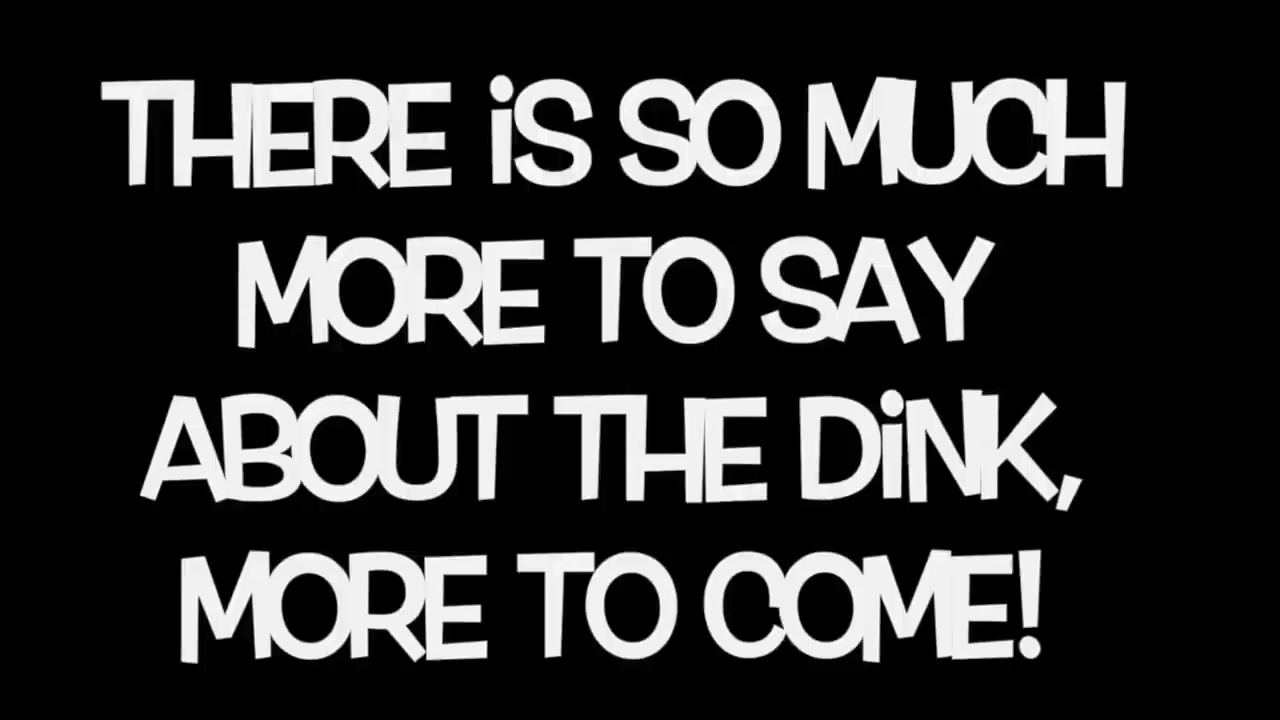 THERE iS SO MUCH
MORE TO SAY
ABOUT THE DiNK,
MORE TO COME!